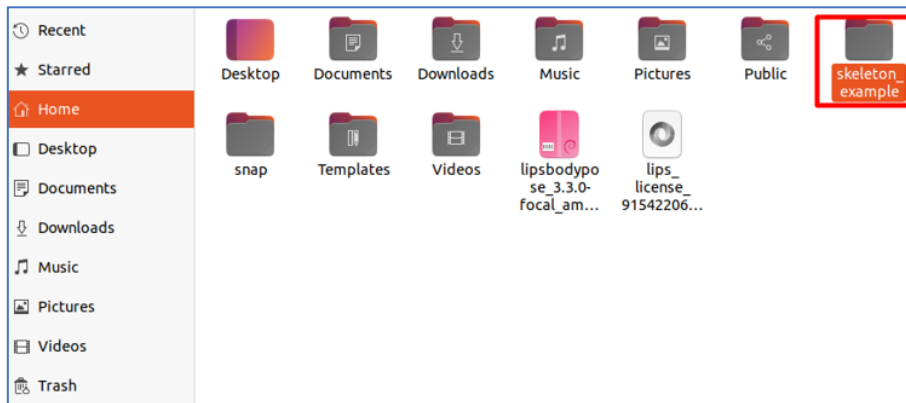 Recent
Starred
Home
Desktop
Documents
Downloads
Music
Pictures
Videos
Trash
Desktop
Documents
Downloads
Music
Pictures
Public
skeleton_
example
snap
Templates
Videos
lipsbodypo
se_3.3.0-
focal_am...
lips_
license_
91542206...